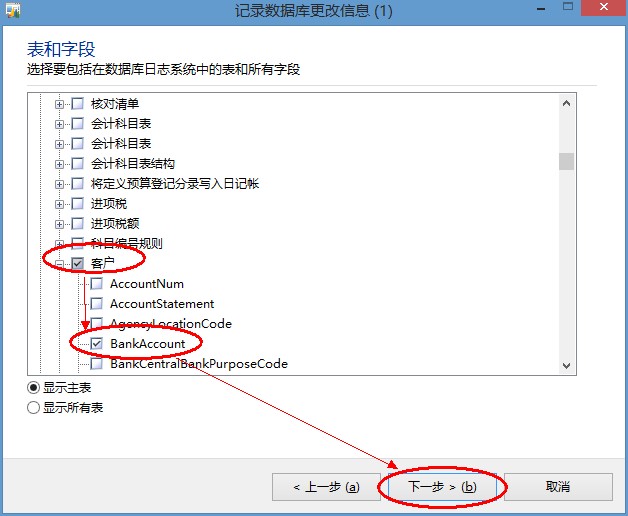 记录数据库更改信息 (1)
表和字段
选择要包括在数据库日志系统中的表和所有字段
核对清单
会计科目表
会计科目表
会计科目表结构
将定义预算登记分录写入日记帐
进项税
进项税额
科目编号规则
客户
AccountNum
AccountStatement
AgencyLocationCode
BankAccount
BankCentralBankPurposeCode
显示主表
显示所有表
< 上一步 (a)
下一步 > (b)
取消